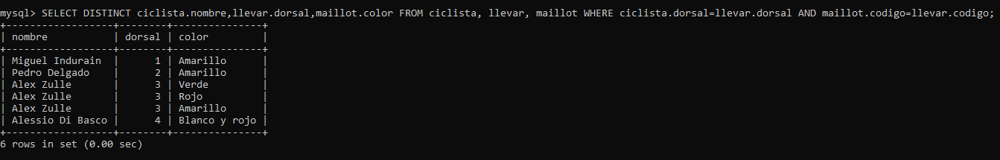 mysql> SELECT DISTINCT ciclista.nombre,llevar.dorsal,maillot.color FROM ciclista, llevar, maillot WHERE ciclista.dorsal=llevar.dorsal AND maillot.codigo=llevar.codigo;
+------------------+--------+---------------+
| nombre           | dorsal | color         |
+------------------+--------+---------------+
| Miguel Indurain  |      1 | Amarillo      |
| Pedro Delgado    |      2 | Amarillo      |
| Alex Zulle       |      3 | Verde         |
| Alex Zulle       |      3 | Rojo          |
| Alex Zulle       |      3 | Amarillo      |
| Alessio Di Basco |      4 | Blanco y rojo |
+------------------+--------+---------------+
6 rows in set (0.00 sec)